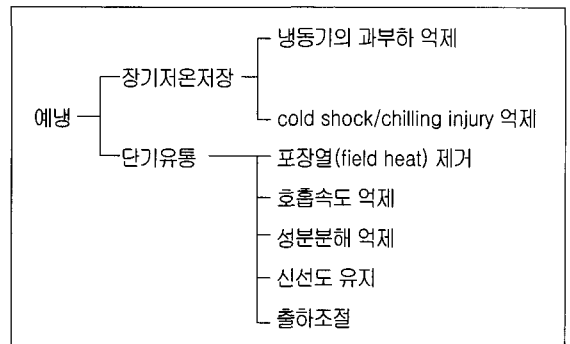 냉동기의 과부하 억제
장기저온저장
예냉
cold shock/chilling injury 억제
단기유통
포장열(field heat) 제거
호흡속도 억제
성분분해 억제
신선도 유지
출하조절